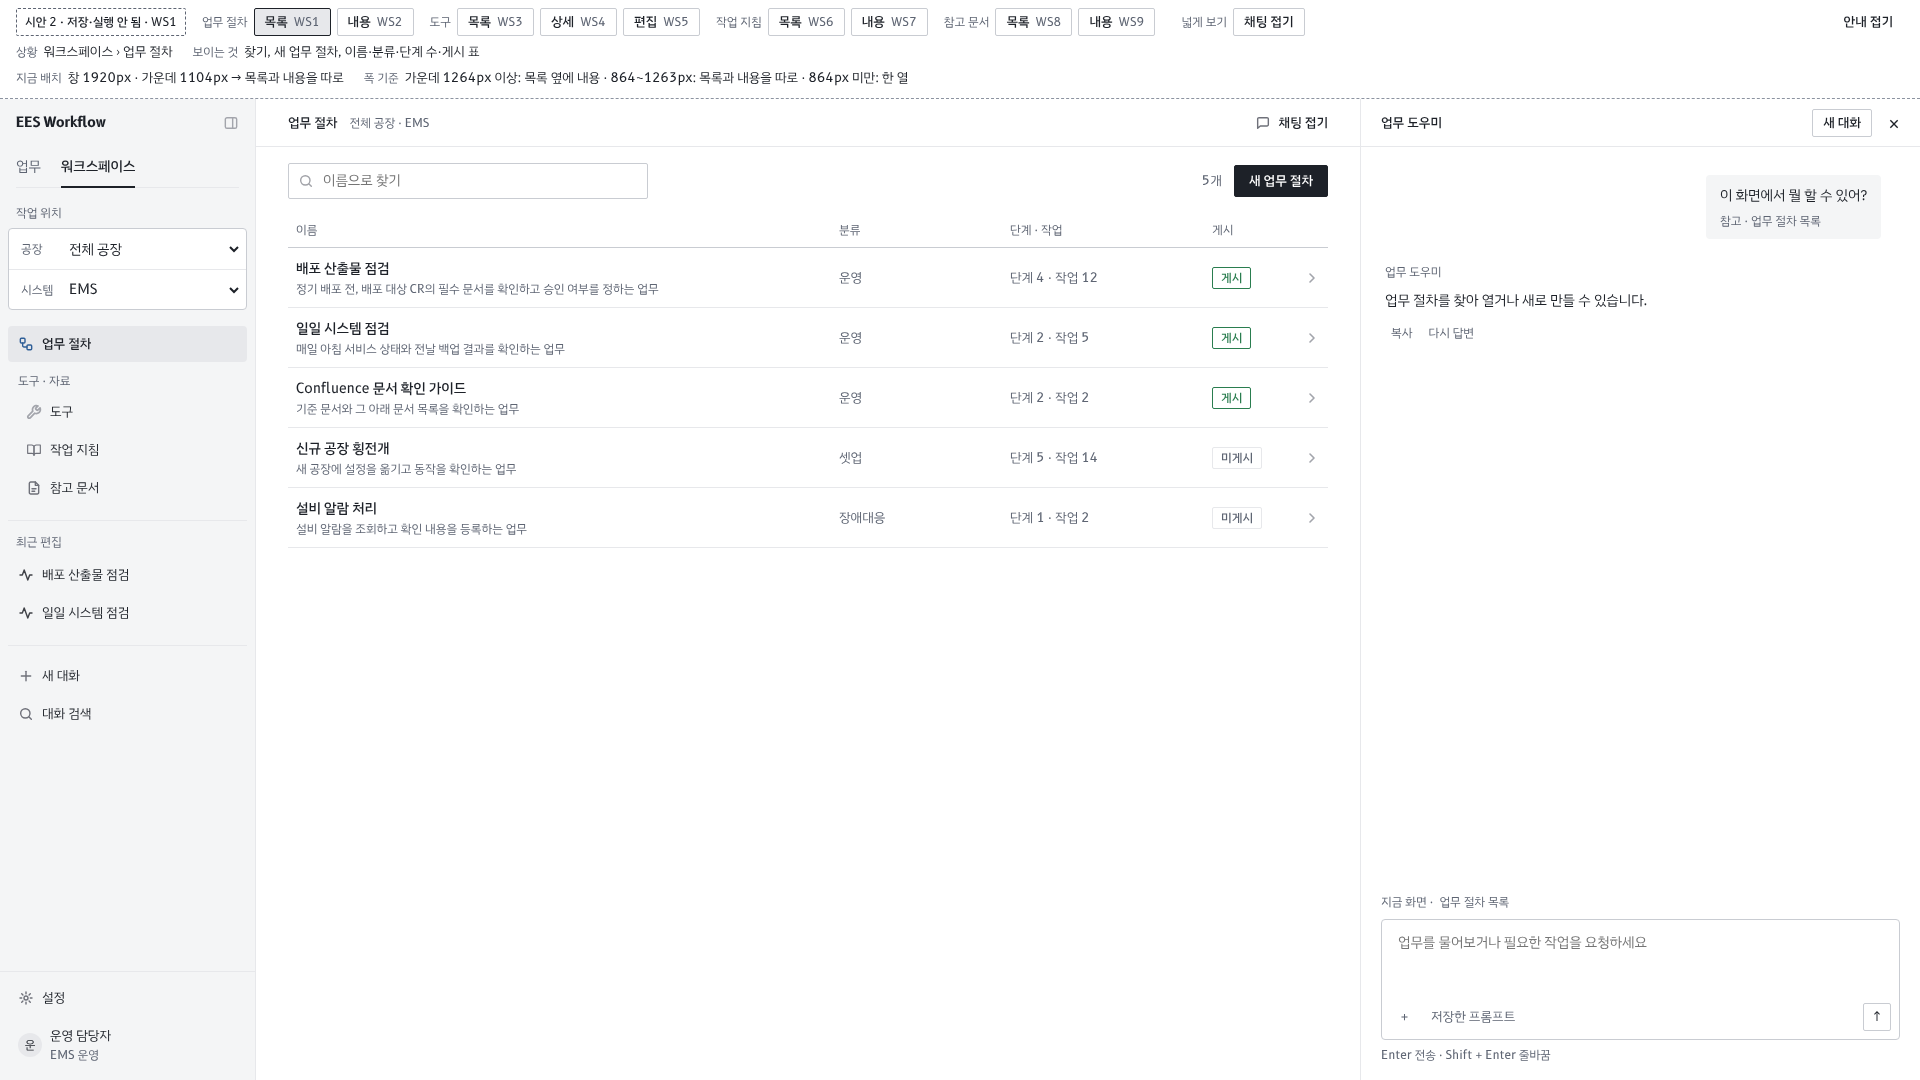 시안 2 · 저장·실행 안 됨 · WS1 업무 절차 목록 WS1 내용 WS2 도구 목록 WS3 상세 WS4 편집 WS5 작업 지침 목록 WS6 내용 WS7 참고 문서 목록 WS8 내용 WS9 넓게 보기 채팅 접기 안내 접기
상황 워크스페이스 › 업무 절차 보이는 것 찾기, 새 업무 절차, 이름·분류·단계 수·게시 표
지금 배치 창 1920px · 가운데 1104px → 목록과 내용을 따로 폭 기준 가운데 1264px 이상: 목록 옆에 내용 · 864~1263px: 목록과 내용을 따로 · 864px 미만: 한 열
EES Workflow
업무 워크스페이스
작업 위치
공장 전체 공장
시스템 EMS
업무 절차
도구 · 자료
도구
작업 지침
참고 문서
최근 편집
배포 산출물 점검
일일 시스템 점검
새 대화
대화 검색
설정
운 운영 담당자
EMS 운영
업무 절차 전체 공장 · EMS 채팅 접기
이름으로 찾기 5개 새 업무 절차
이름 분류 단계 · 작업 게시
배포 산출물 점검 운영 단계 4 · 작업 12 게시
정기 배포 전, 배포 대상 CR의 필수 문서를 확인하고 승인 여부를 정하는 업무
일일 시스템 점검 운영 단계 2 · 작업 5 게시
매일 아침 서비스 상태와 전날 백업 결과를 확인하는 업무
Confluence 문서 확인 가이드 운영 단계 2 · 작업 2 게시
기준 문서와 그 아래 문서 목록을 확인하는 업무
신규 공장 횡전개 셋업 단계 5 · 작업 14 미게시
새 공장에 설정을 옮기고 동작을 확인하는 업무
설비 알람 처리 장애대응 단계 1 · 작업 2 미게시
설비 알람을 조회하고 확인 내용을 등록하는 업무
업무 도우미 새 대화 ×
이 화면에서 뭘 할 수 있어?
참고 · 업무 절차 목록
업무 도우미
업무 절차를 찾아 열거나 새로 만들 수 있습니다.
복사 다시 답변
지금 화면 · 업무 절차 목록
업무를 물어보거나 필요한 작업을 요청하세요
+ 저장한 프롬프트 ↑
Enter 전송 · Shift + Enter 줄바꿈